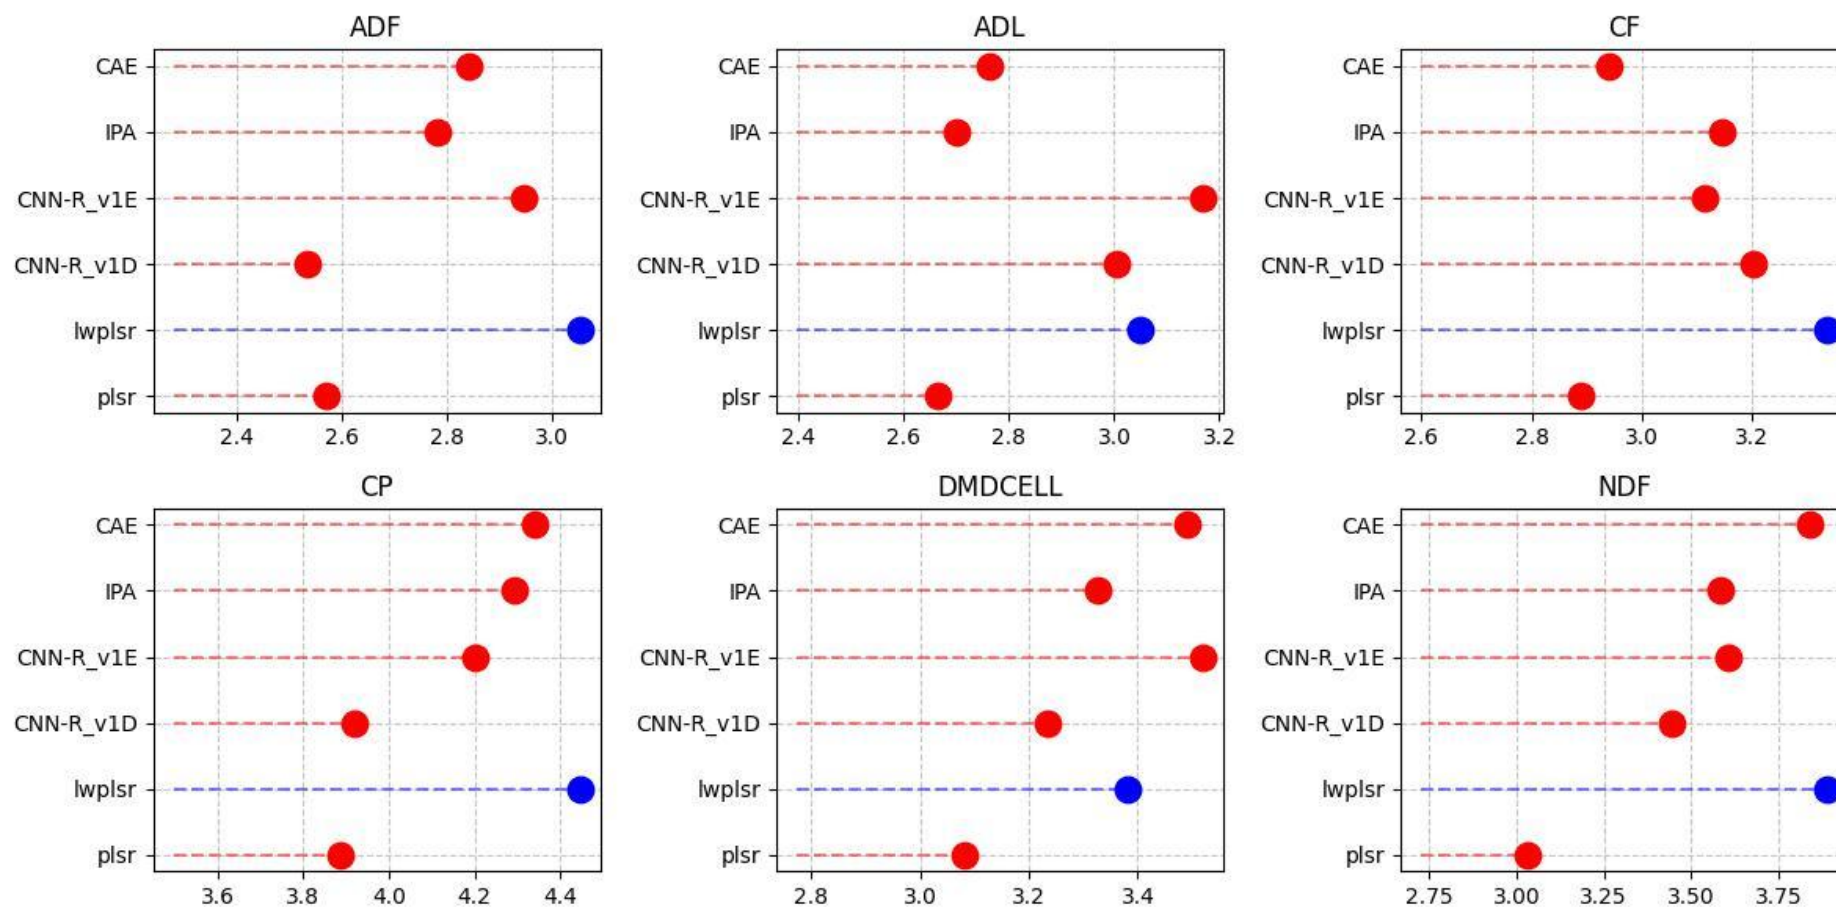 ADF
CAE
IPA
CNN-R_v1E
CNN-R_v1D
lwplsr
plsr
2.4 2.6 2.8 3.0
ADL
CAE
IPA
CNN-R_v1E
CNN-R_v1D
lwplsr
plsr
2.4 2.6 2.8 3.0 3.2
CF
CAE
IPA
CNN-R_v1E
CNN-R_v1D
lwplsr
plsr
2.6 2.8 3.0 3.2
CP
CAE
IPA
CNN-R_v1E
CNN-R_v1D
lwplsr
plsr
3.6 3.8 4.0 4.2 4.4
DMDCELL
CAE
IPA
CNN-R_v1E
CNN-R_v1D
lwplsr
plsr
2.8 3.0 3.2 3.4
NDF
CAE
IPA
CNN-R_v1E
CNN-R_v1D
lwplsr
plsr
2.75 3.00 3.25 3.50 3.75